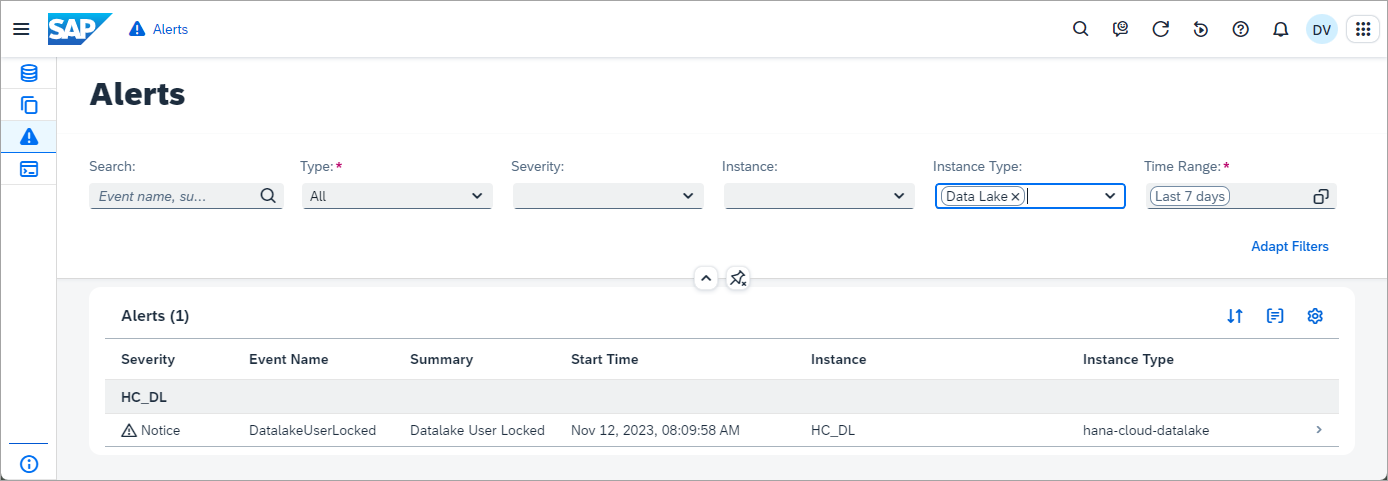 SAP Alerts DV
Alerts
Search: Type:* Severity: Instance: Instance Type: Time Range:*
Event name, su... All Data Lake Last 7 days
Adapt Filters
Alerts (1)
Severity Event Name Summary Start Time Instance Instance Type
HC_DL
Notice DatalakeUserLocked Datalake User Locked Nov 12, 2023, 08:09:58 AM HC_DL hana-cloud-datalake